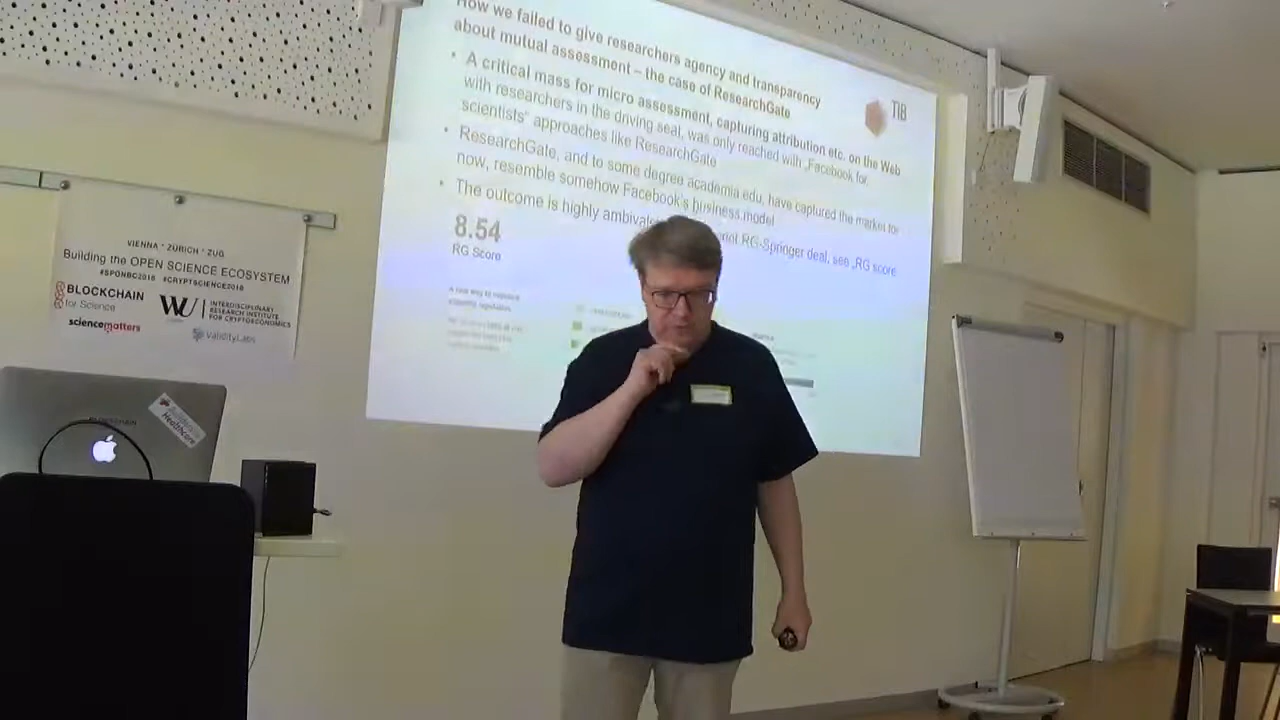 How we failed to give researchers agency and transparency
about mutual assessment – the case of ResearchGate
• A critical mass for micro assessment, capturing attribution etc. on the Web
with researchers in the driving seat, was only reached with „Facebook for
scientists“ approaches like ResearchGate
• ResearchGate, and to some degree academia.edu, have captured the market for
now, resemble somehow Facebook's business model
• The outcome is highly RG-Springer deal, see „RG score
8.54
RG Score
TIB
VIENNA * ZÜRICH * ZUG
Building the OPEN SCIENCE ECOSYSTEM
#SPONBC2018 #CRYPTSCIENCE2018
BLOCKCHAIN
for Science
WU
INTERDISCIPLINARY
RESEARCH INSTITUTE
FOR CRYPTOECONOMICS
sciencematters
ValidityLabs
Healthcare